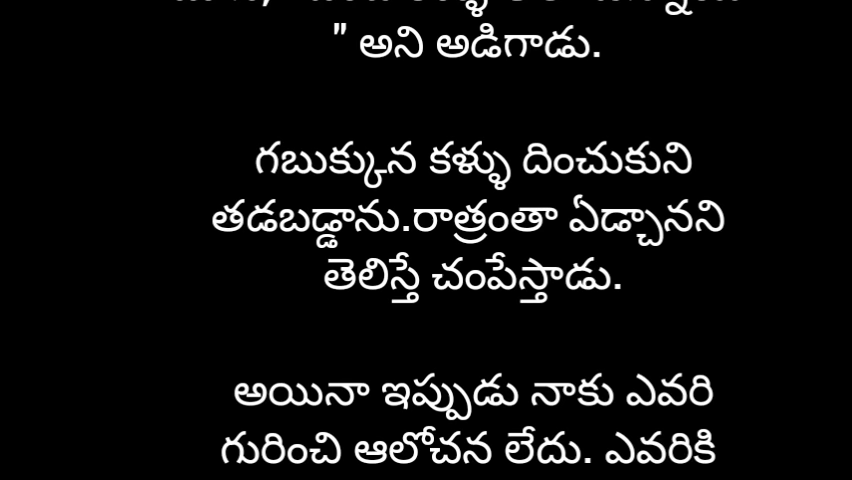 " అని అడిగాడు.
గబుక్కున కళ్ళు దించుకుని
తడబడ్డాను.రాత్రంతా ఏడ్చానని
తెలిస్తే చంపేస్తాడు.
అయినా ఇప్పుడు నాకు ఎవరి
గురించి ఆలోచన లేదు. ఎవరికి